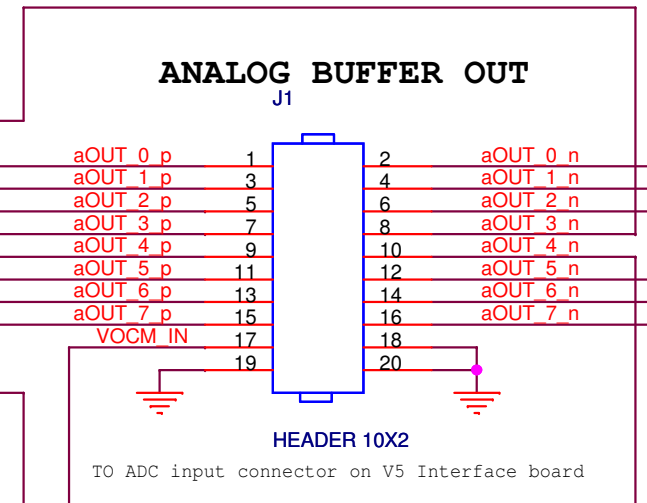 ANALOG BUFFER OUT
J1
aOUT_0_p 1 2 aOUT_0_n
aOUT_1_p 3 4 aOUT_1_n
aOUT_2_p 5 6 aOUT_2_n
aOUT_3_p 7 8 aOUT_3_n
aOUT_4_p 9 10 aOUT_4_n
aOUT_5_p 11 12 aOUT_5_n
aOUT_6_p 13 14 aOUT_6_n
aOUT_7_p 15 16 aOUT_7_n
VOCM_IN 17 18
19 20
HEADER 10X2
TO ADC input connector on V5 Interface board